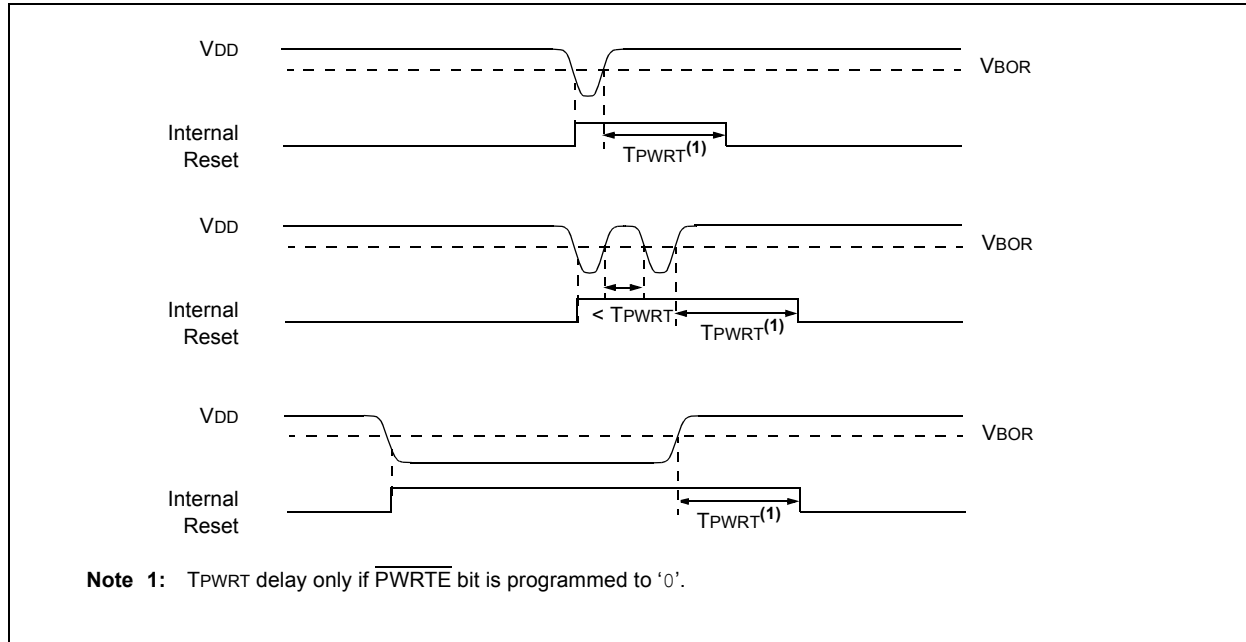 VDD
VBOR
Internal
Reset
TPWRT(1)
VDD
VBOR
Internal
Reset
< TPWRT
TPWRT(1)
VDD
VBOR
Internal
Reset
TPWRT(1)
Note 1: TPWRT delay only if PWRTE bit is programmed to ‘0’.